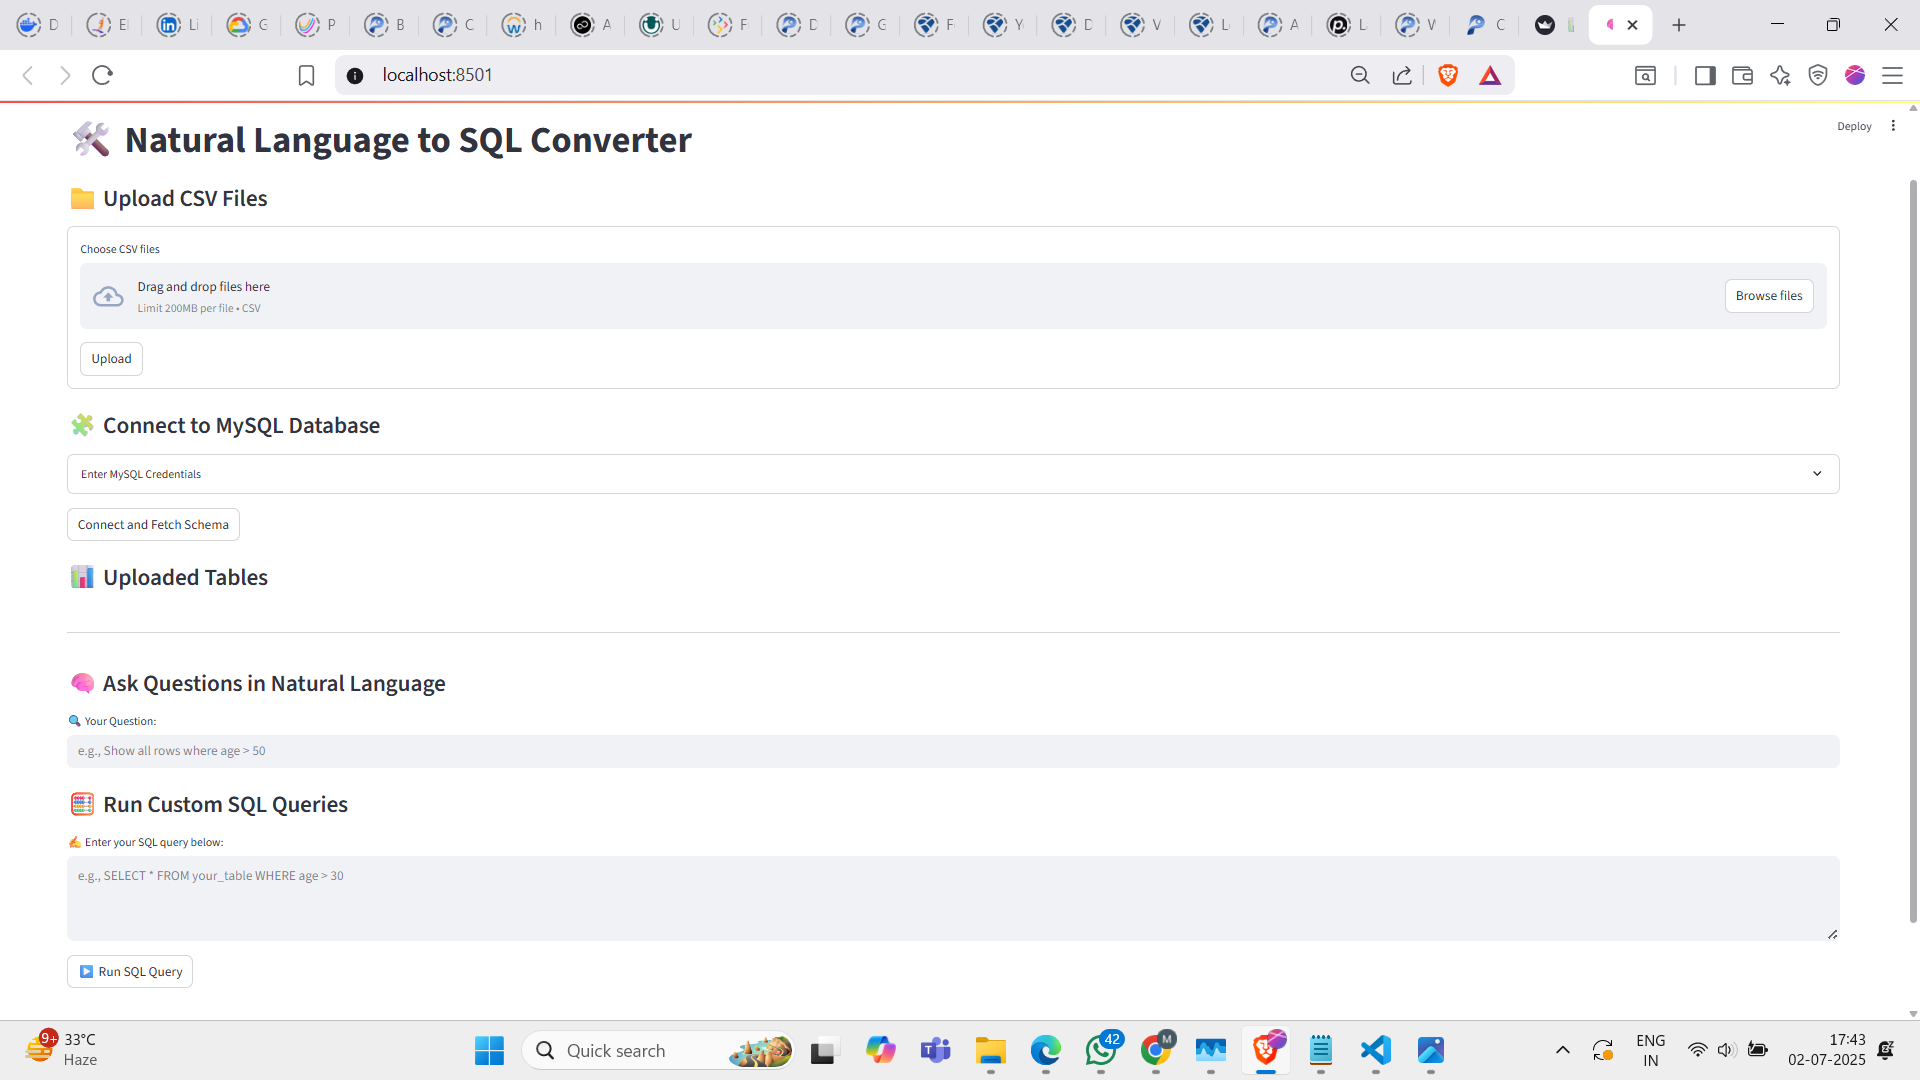 D
El
Li
G
P
B
C
h
A
U
F
D
G
F
Y
D
V
L
A
L
W
C
localhost:8501
Deploy
Natural Language to SQL Converter
Upload CSV Files
Choose CSV files
Drag and drop files here
Limit 200MB per file • CSV
Browse files
Upload
Connect to MySQL Database
Enter MySQL Credentials
Connect and Fetch Schema
Uploaded Tables
Ask Questions in Natural Language
Your Question:
e.g., Show all rows where age > 50
Run Custom SQL Queries
Enter your SQL query below:
e.g., SELECT * FROM your_table WHERE age > 30
Run SQL Query
9+
33°C
Haze
Quick search
42
M
ENG
IN
17:43
02-07-2025